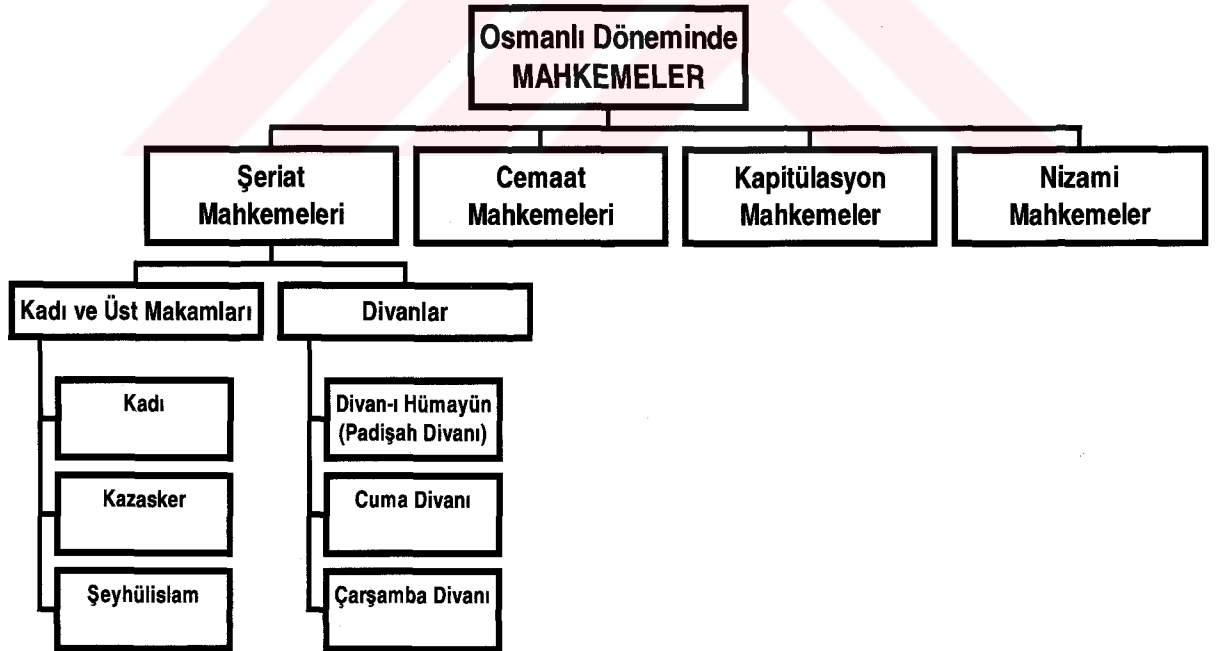 Osmanlı Döneminde
MAHKEMELER
Şeriat
Mahkemeleri
Cemaat
Mahkemeleri
Kapitülasyon
Mahkemeler
Nizami
Mahkemeler
Kadı ve Üst Makamları
Divanlar
Kadı
Kazasker
Şeyhülislam
Divan-ı Hümayün
(Padişah Divanı)
Cuma Divanı
Çarşamba Divanı